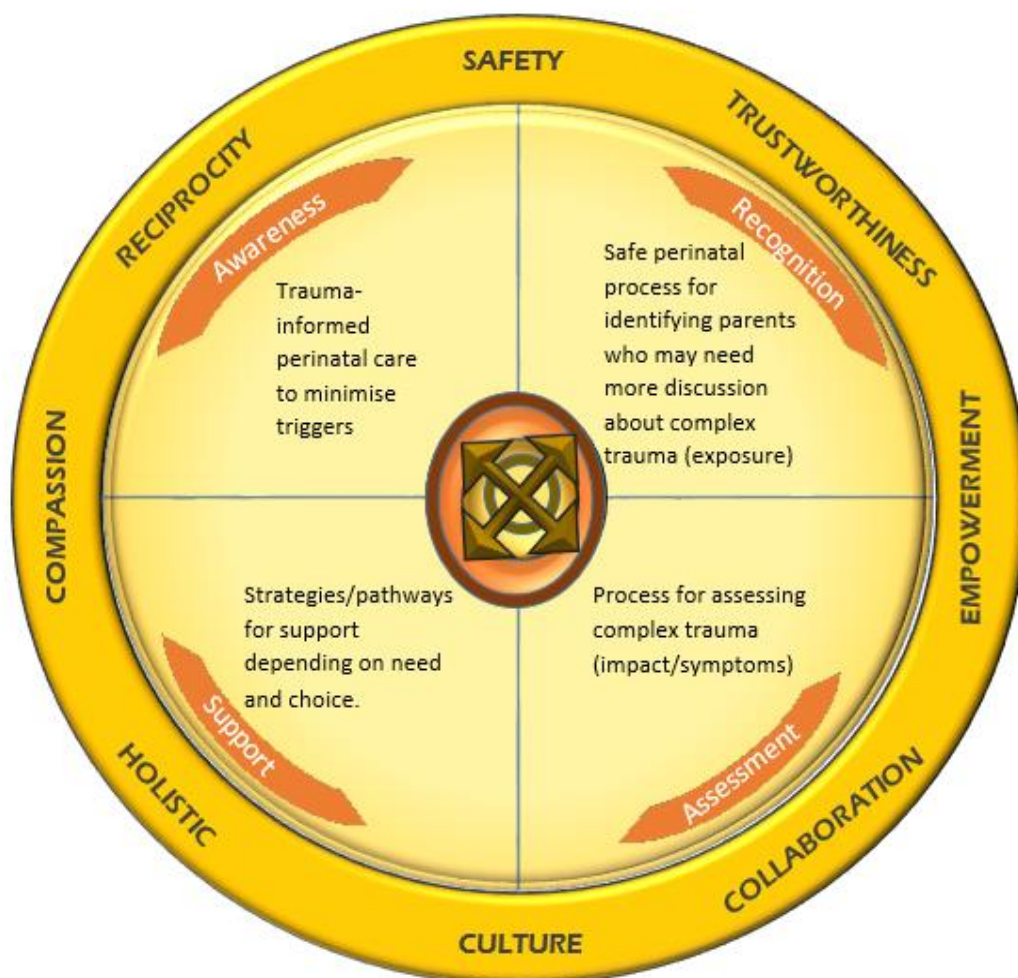 SAFETY
TRUSTWORTHINESS
EMPOWERMENT
COLLABORATION
CULTURE
HOLISTIC
COMPASSION
RECIPROCITY
Awareness
Trauma-
informed
perinatal care
to minimise
triggers
Recognition
Safe perinatal
process for
identifying parents
who may need
more discussion
about complex
trauma (exposure)
Support
Strategies/pathways
for support
depending on need
and choice.
Assessment
Process for assessing
complex trauma
(impact/symptoms)